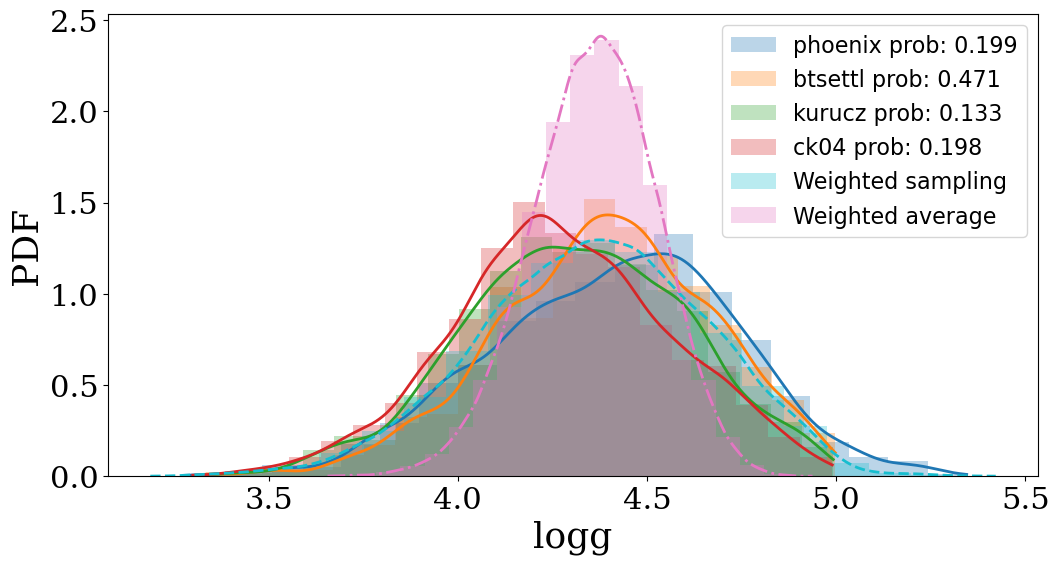 2.5
2.0
1.5
1.0
0.5
0.0
PDF
3.5
4.0
4.5
5.0
5.5
logg
phoenix prob: 0.199
btsettl prob: 0.471
kurucz prob: 0.133
ck04 prob: 0.198
Weighted sampling
Weighted average